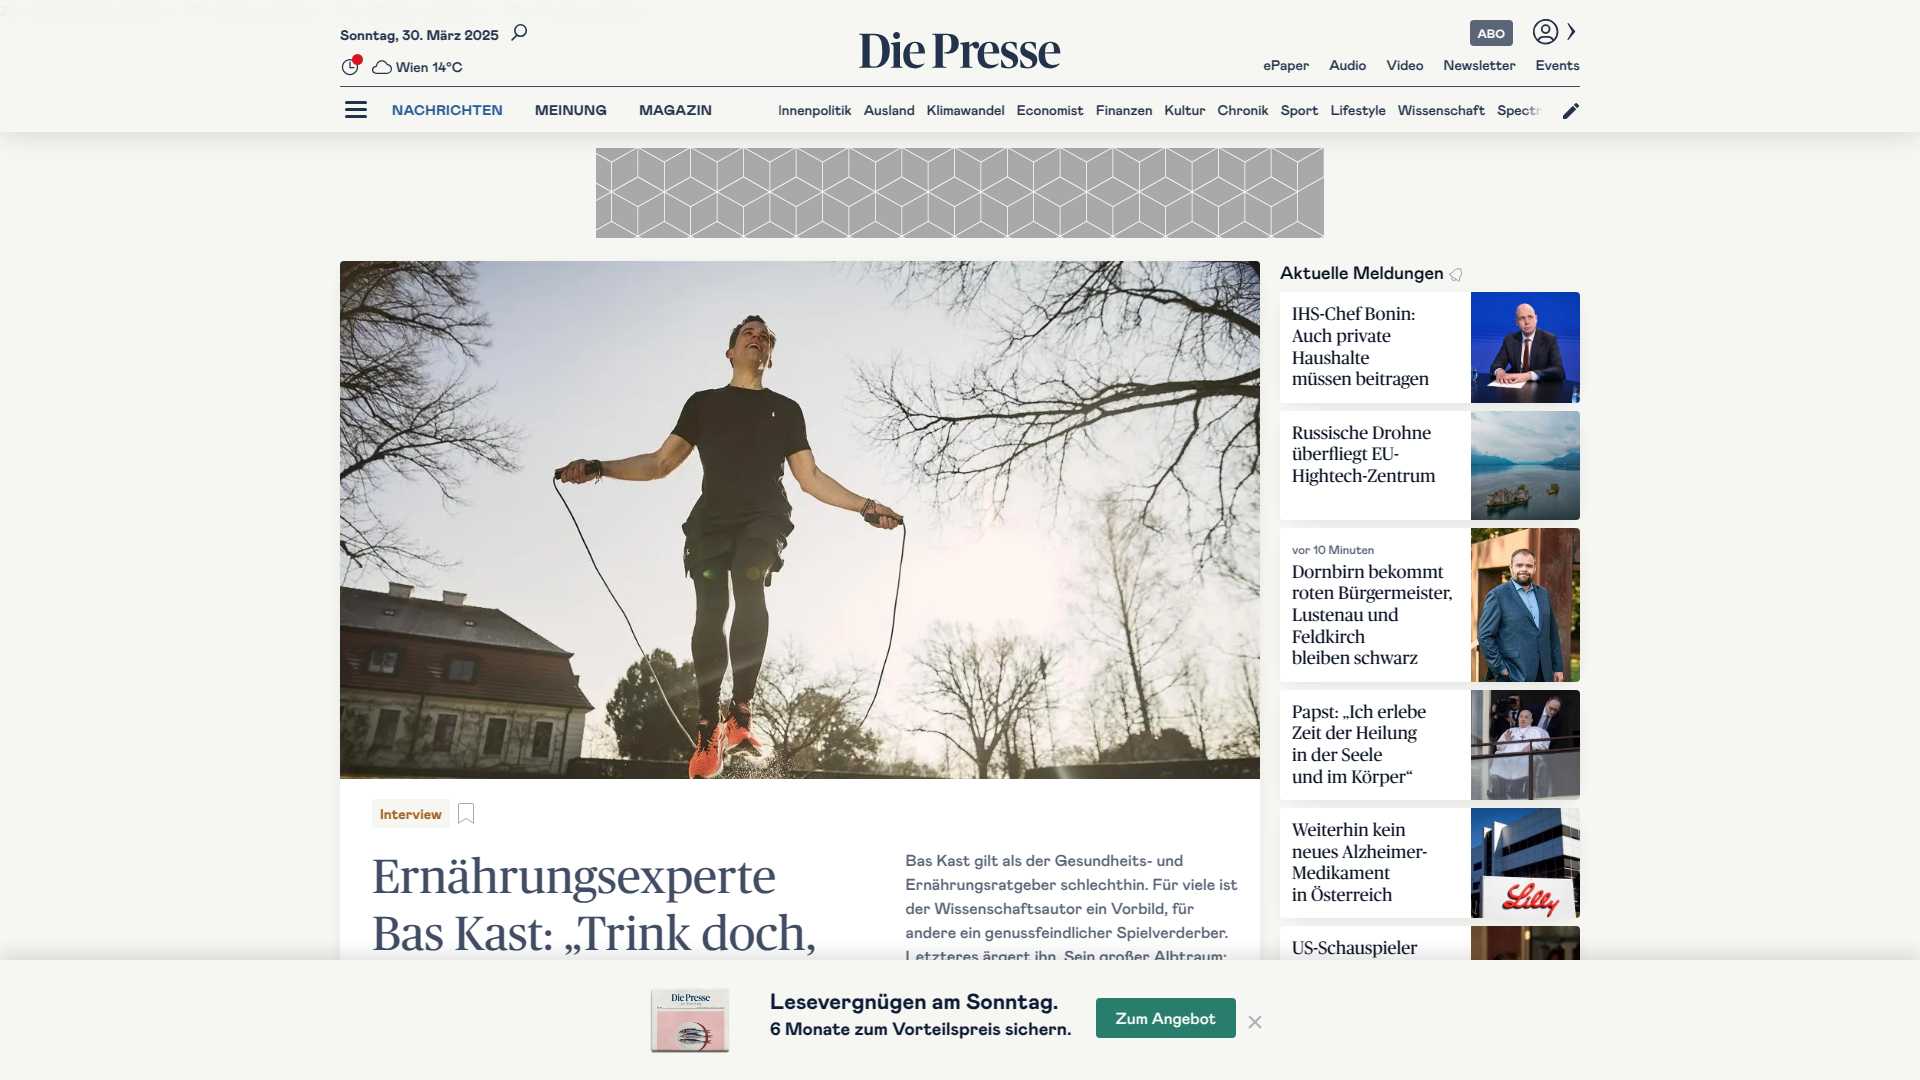 Sonntag, 30. März 2025
Wien 14°C
Die Presse
ABO
ePaper Audio Video Newsletter Events
NACHRICHTEN MEINUNG MAGAZIN
Innenpolitik Ausland Klimawandel Economist Finanzen Kultur Chronik Sport Lifestyle Wissenschaft
Interview
Ernährungsexperte
Bas Kast: „Trink doch,
Bas Kast gilt als der Gesundheits- und
Ernährungsratgeber schlechthin. Für viele ist
der Wissenschaftsautor ein Vorbild, für
andere ein genussfeindlicher Spielverderber.
Letzteres ärgert ihn. Sein großer Albtraum:
Aktuelle Meldungen
IHS-Chef Bonin:
Auch private
Haushalte
müssen beitragen
Russische Drohne
überfliegt EU-
Hightech-Zentrum
vor 10 Minuten
Dornbirn bekommt
roten Bürgermeister,
Lustenau und
Feldkirch
bleiben schwarz
Papst: „Ich erlebe
Zeit der Heilung
in der Seele
und im Körper“
Weiterhin kein
neues Alzheimer-
Medikament
in Österreich
Lilly
US-Schauspieler
Die Presse
Lesevergnügen am Sonntag.
6 Monate zum Vorteilspreis sichern.
Zum Angebot